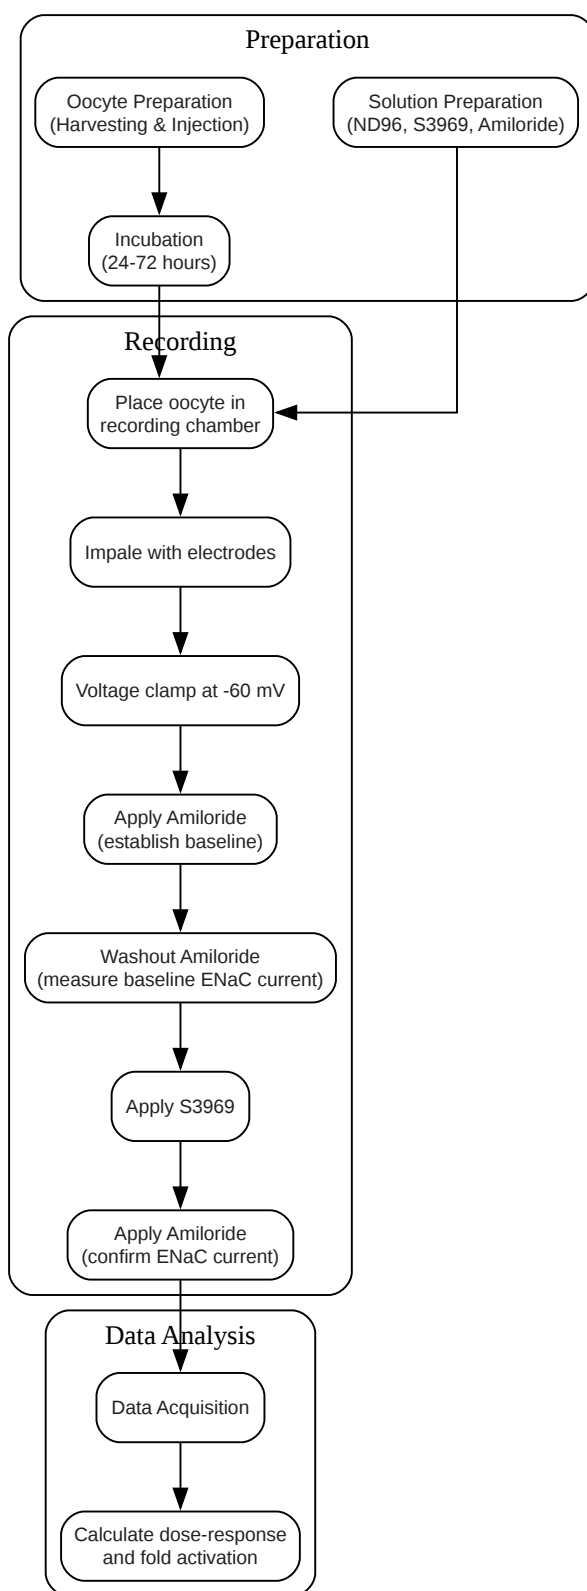 Preparation
Oocyte Preparation
(Harvesting & Injection)
Solution Preparation
(ND96, S3969, Amiloride)
Incubation
(24-72 hours)
Recording
Place oocyte in
recording chamber
Impale with electrodes
Voltage clamp at -60 mV
Apply Amiloride
(establish baseline)
Washout Amiloride
(measure baseline ENaC current)
Apply S3969
Apply Amiloride
(confirm ENaC current)
Data Analysis
Data Acquisition
Calculate dose-response
and fold activation